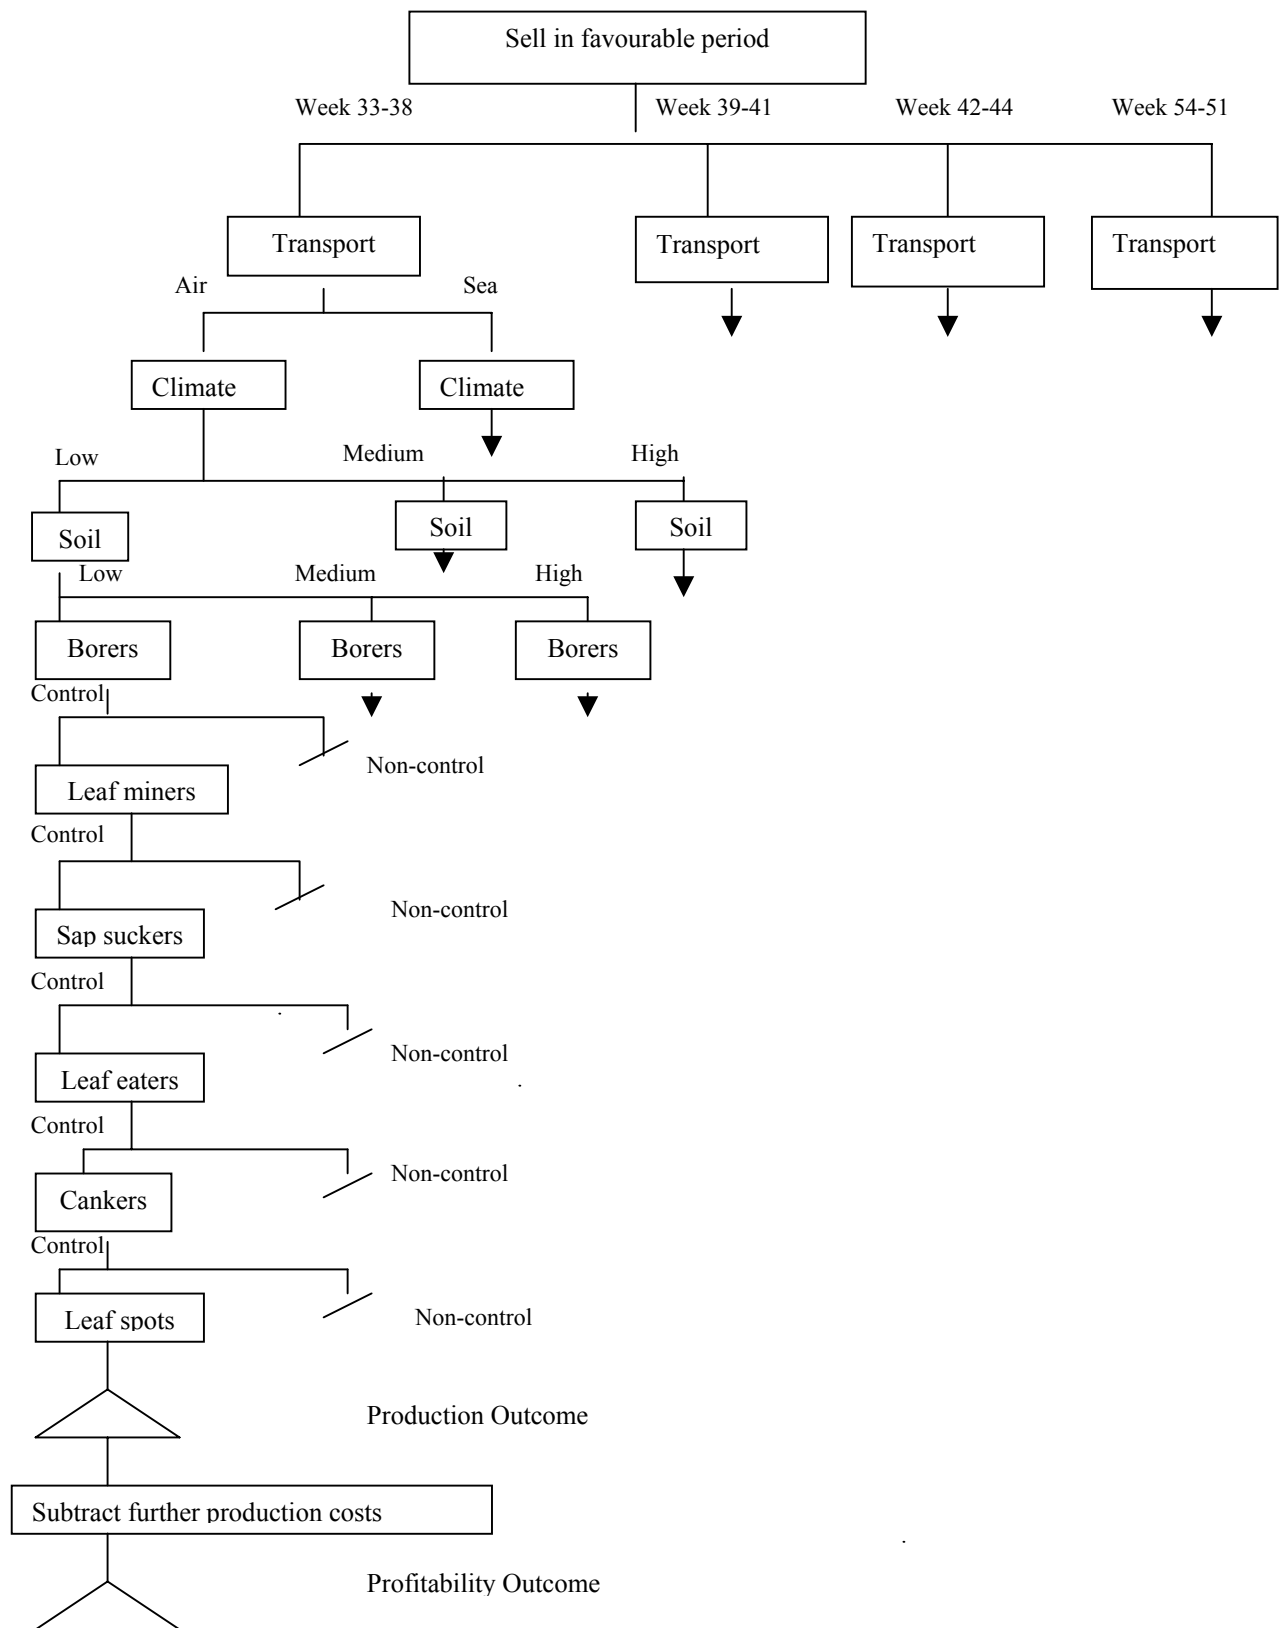 Sell in favourable period
Week 33-38
Week 39-41
Week 42-44
Week 54-51
Transport
Transport
Transport
Transport
Air
Sea
Climate
Climate
Low
Medium
High
Soil
Soil
Soil
Low
Medium
High
Borers
Borers
Borers
Control
Non-control
Leaf miners
Control
Non-control
Sap suckers
Control
Non-control
Leaf eaters
Control
Non-control
Cankers
Control
Non-control
Leaf spots
Production Outcome
Subtract further production costs
Profitability Outcome